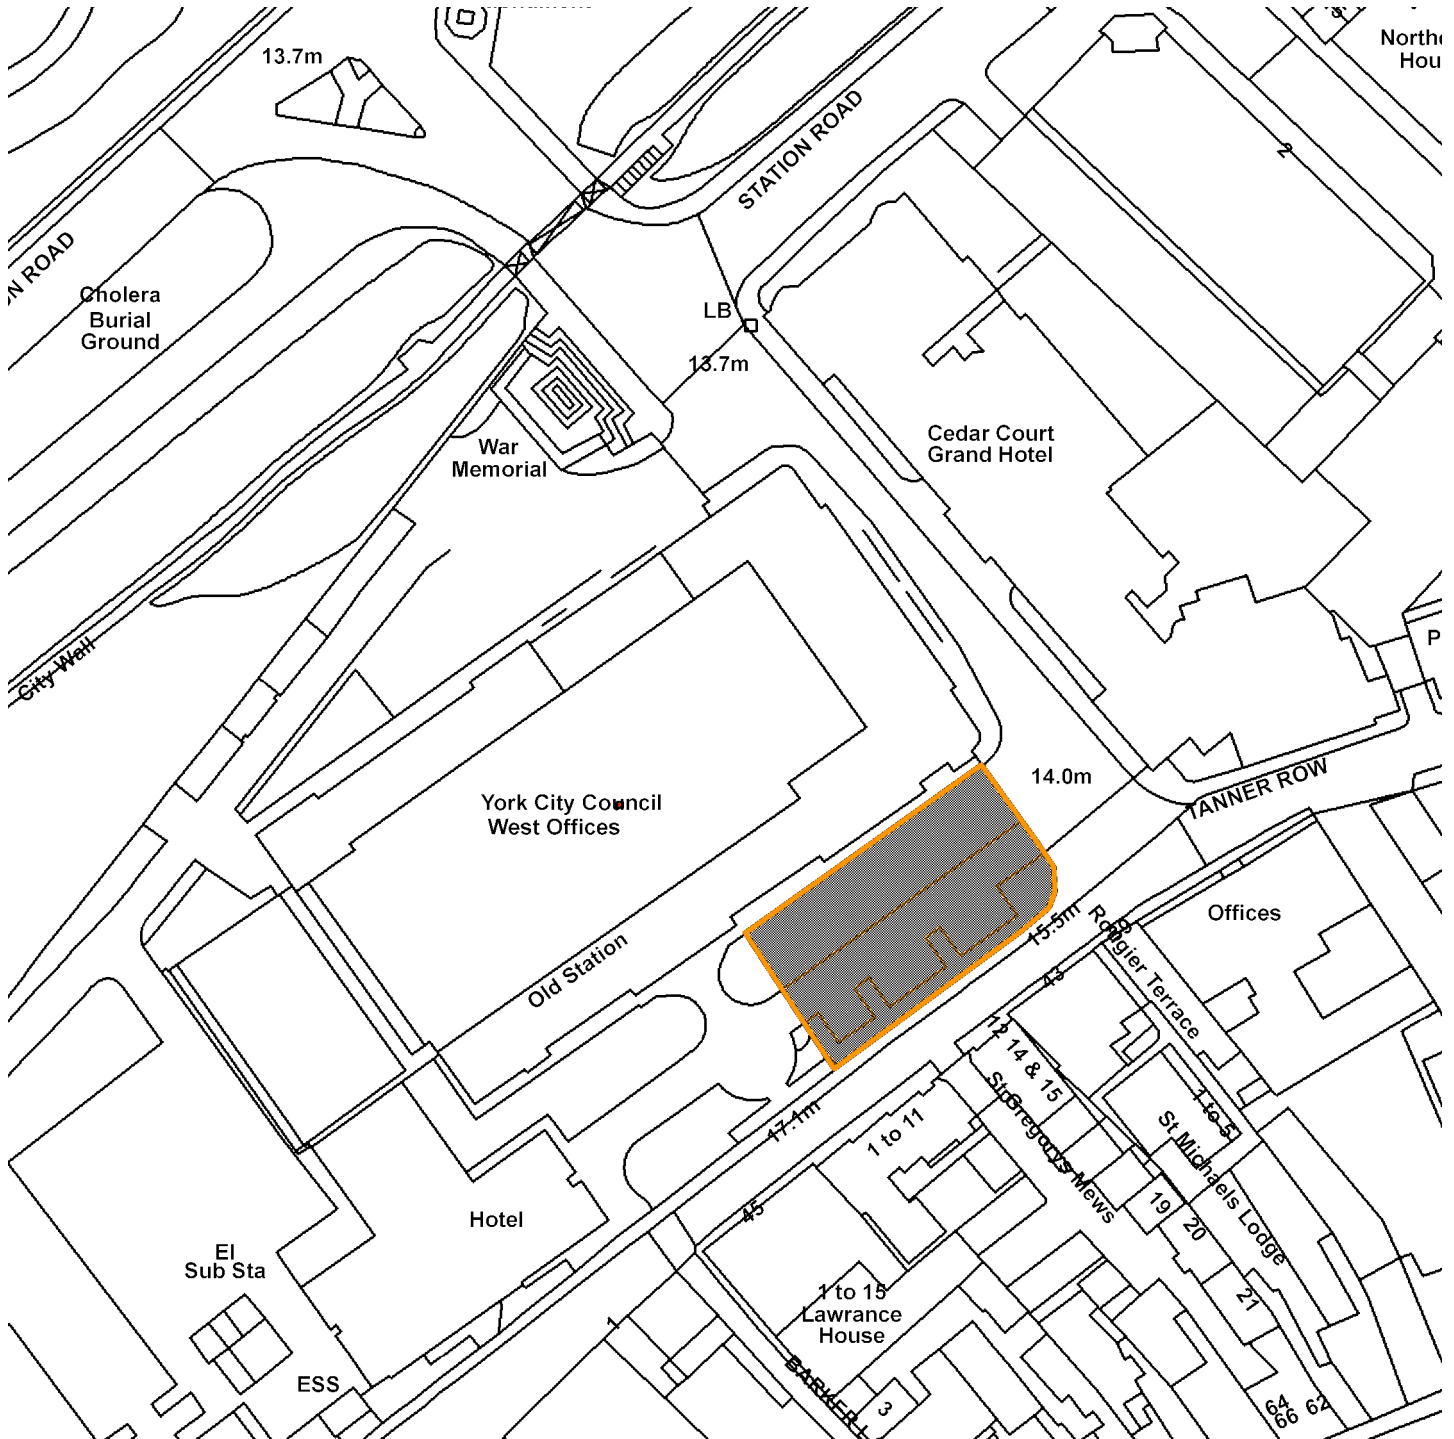 13.7m
STATION ROAD
2
ROAD
Cholera
Burial
Ground
LB
13.7m
War
Memorial
Cedar Court
Grand Hotel
City Wall
P
14.0m
TANNER ROW
York City Council
West Offices
Old Station
Offices
15.5m
Rougier Terrace
43
12
14 & 15
St Gregorys Mews
1 to 5
St Michaels Lodge
17.1m
1 to 11
45
19
20
21
Hotel
El
Sub Sta
ESS
1
1 to 15
Lawrance
House
BARKER L
3
64
66
62